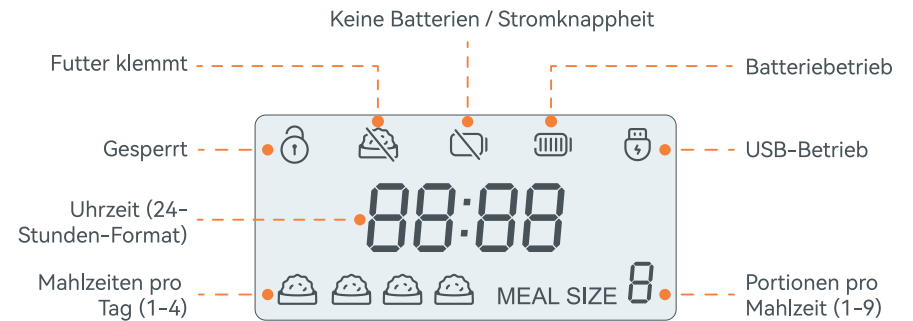 Keine Batterien / Stromknappheit
Futter klemmt
Batteriebetrieb
Gesperrt
USB-Betrieb
88:88
Uhrzeit (24-
Stunden-Format)
Mahlzeiten pro
Tag (1-4)
MEAL SIZE 8
Portionen pro
Mahlzeit (1-9)